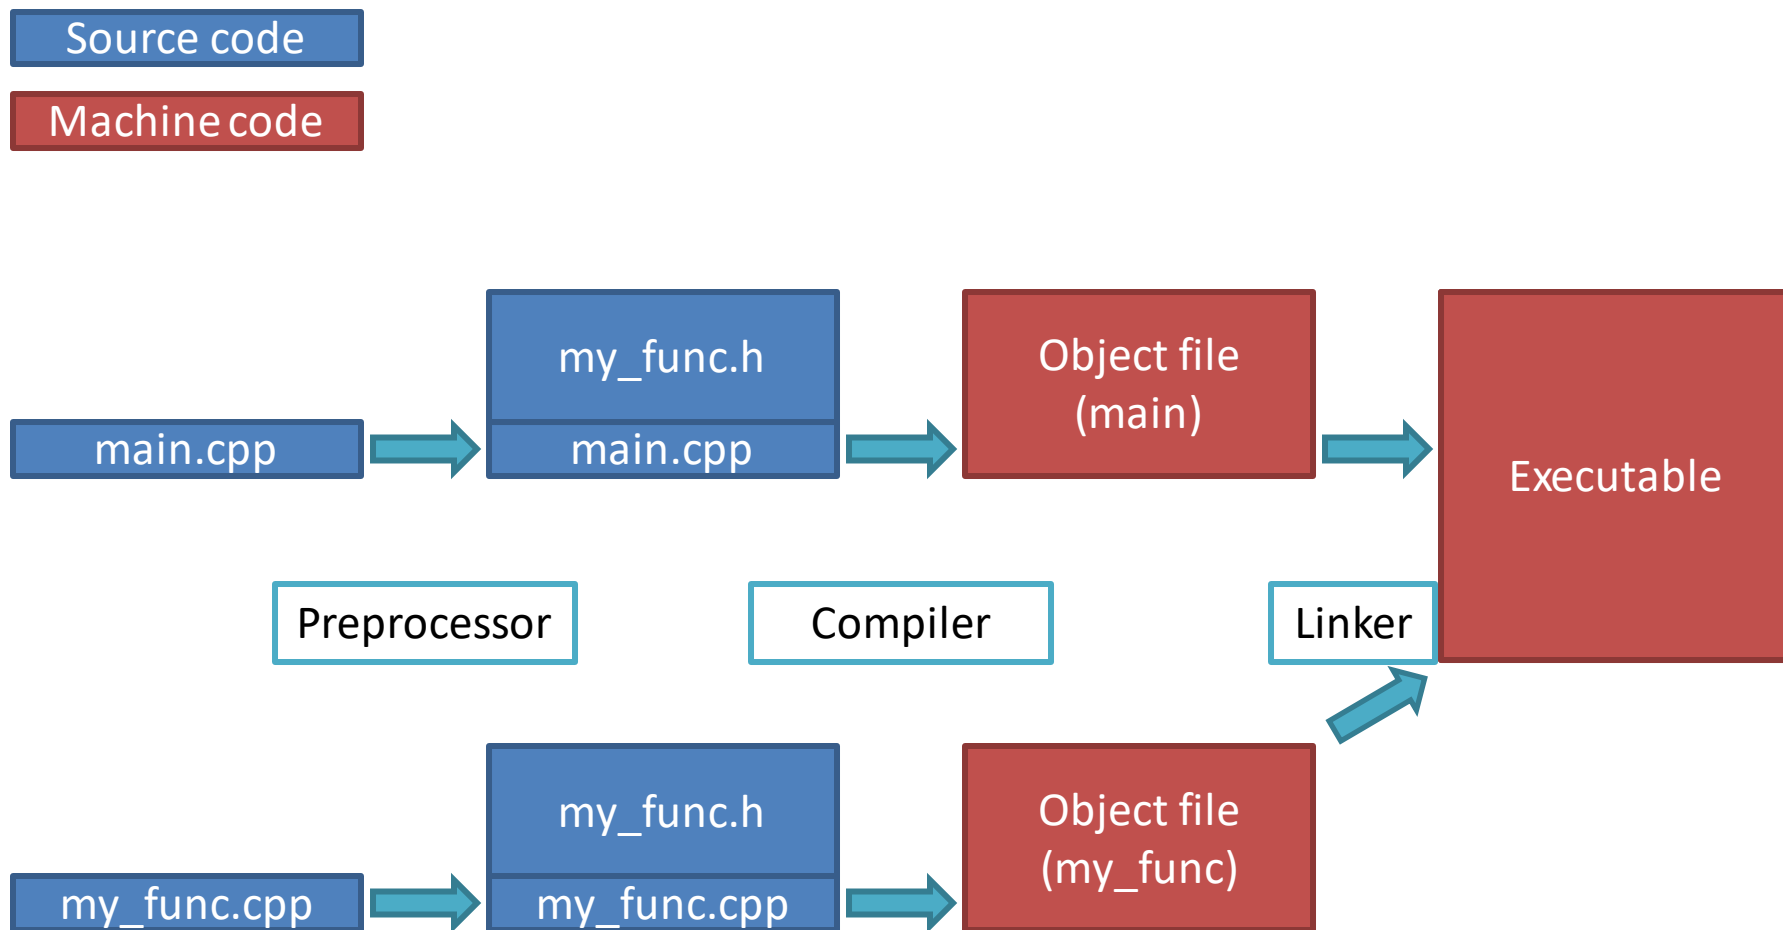 Source code
Machine code
my_func.h
main.cpp
main.cpp
Object file
(main)
Executable
Preprocessor
Compiler
Linker
my_func.h
my_func.cpp
my_func.cpp
Object file
(my_func)